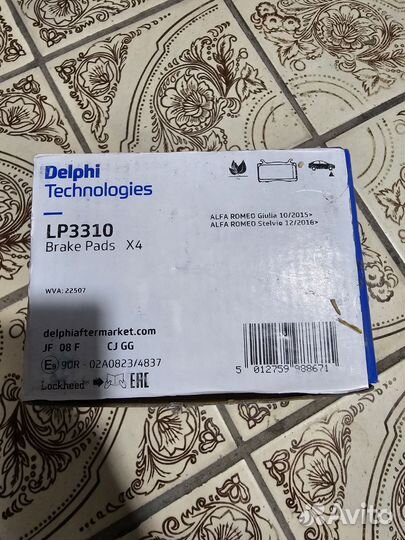 Delphi
Technologies
LP3310
Brake Pads X4
ALFA ROMEO Giulia 10/2015>
ALFA ROMEO Stelvio 12/2016>
WVA: 22507
delphiaftermarket.com
JF 08 F CJ GG
E9 90R - 02A0823/4837
Lockheed EAC
5 012759 988671
Avito